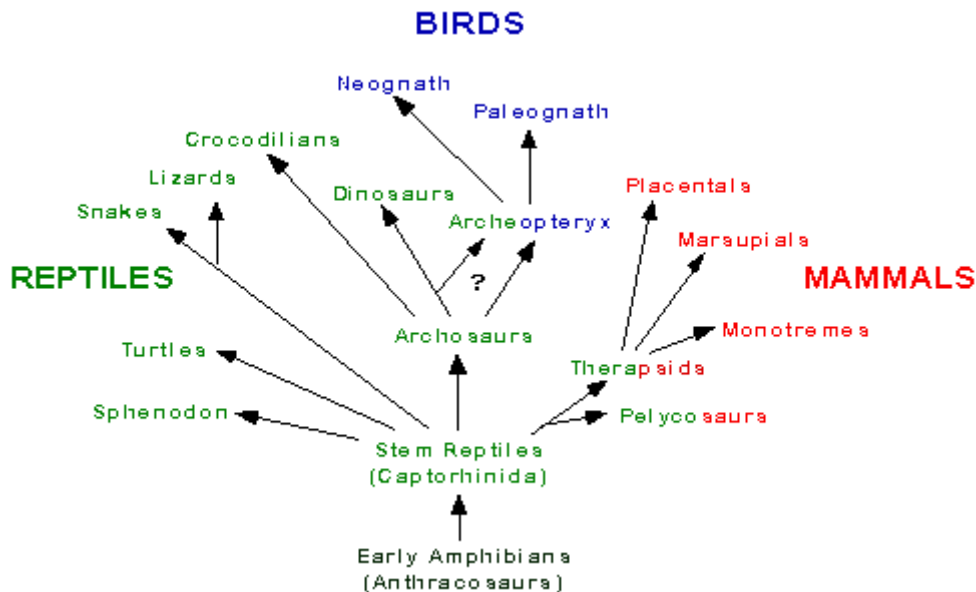 BIRDS
Neognath
Paleognath
Crocodilians
Lizards
Dinosaurs
Placentals
Snakes
Archeopteryx
Marsupials
REPTILES
?
MAMMALS
Archosaurs
Monotremes
Turtles
Therapsids
Sphenodon
Pelycosaurs
Stem Reptiles
(Captorhinida)
Early Amphibians
(Anthracosaurs)